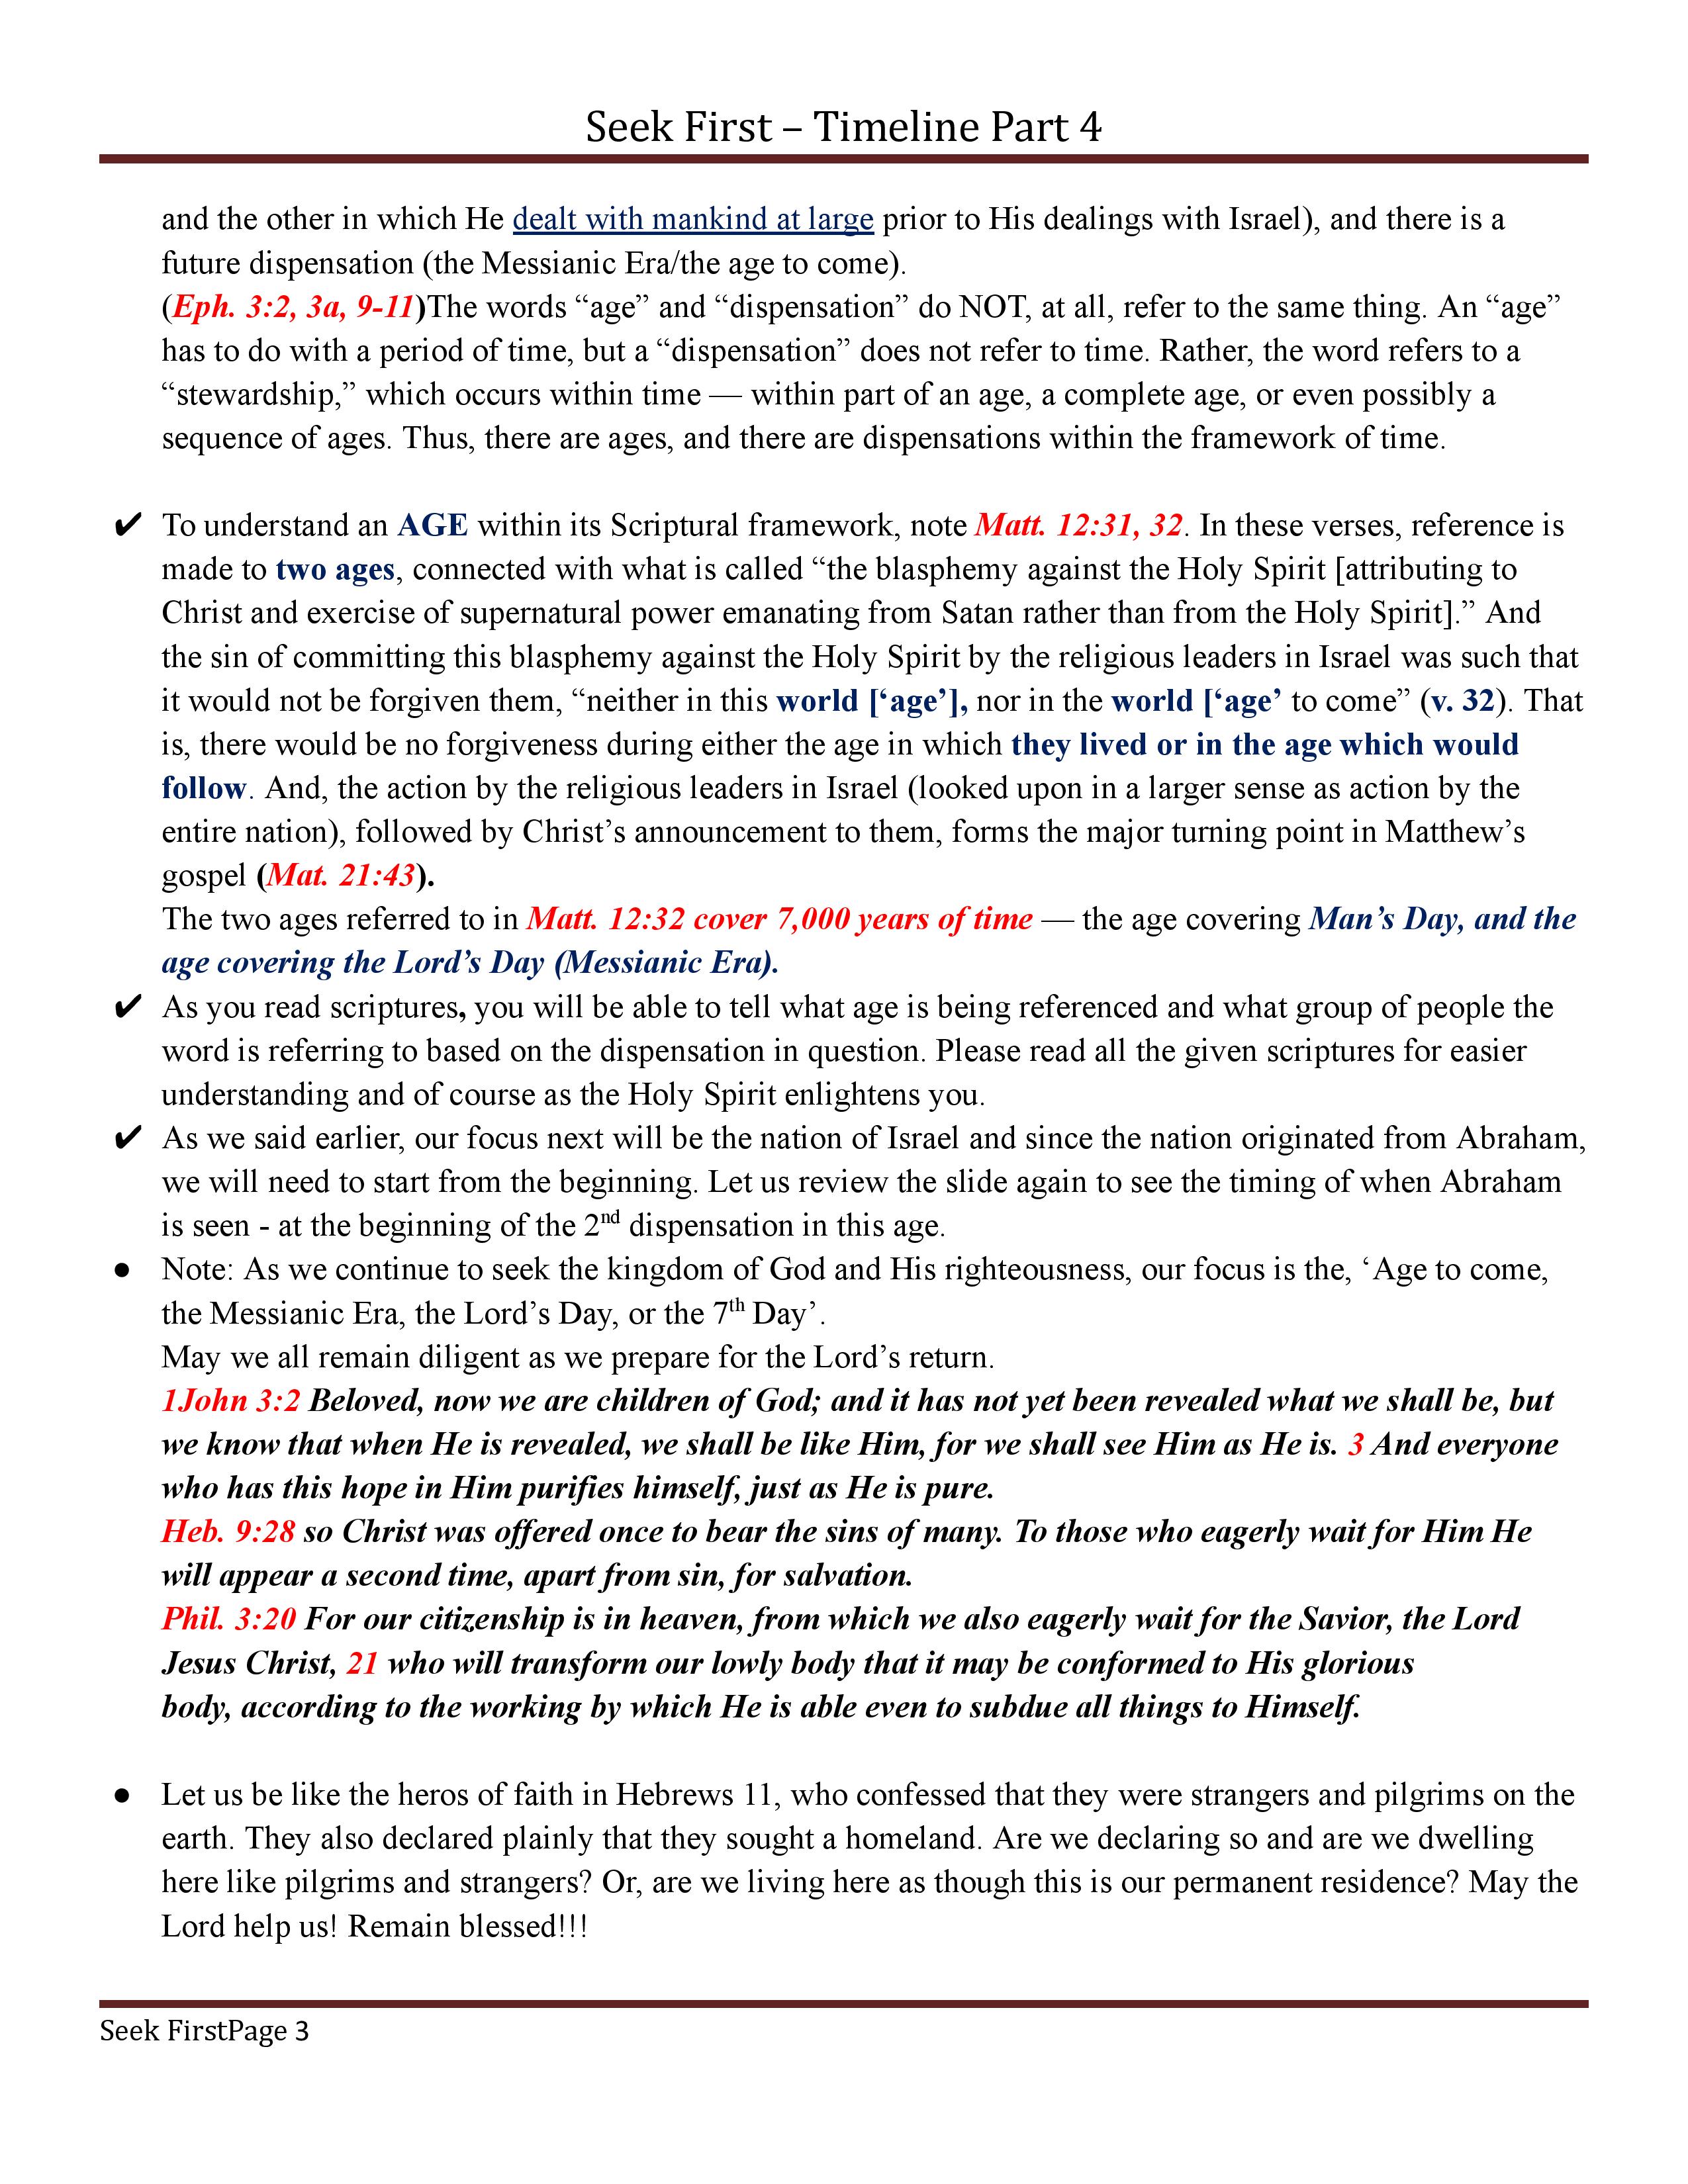 Seek First – Timeline Part 4
and the other in which He dealt with mankind at large prior to His dealings with Israel), and there is a
future dispensation (the Messianic Era/the age to come).
(Eph. 3:2, 3a, 9-11)The words “age” and “dispensation” do NOT, at all, refer to the same thing. An “age”
has to do with a period of time, but a “dispensation” does not refer to time. Rather, the word refers to a
“stewardship,” which occurs within time — within part of an age, a complete age, or even possibly a
sequence of ages. Thus, there are ages, and there are dispensations within the framework of time.
✔ To understand an AGE within its Scriptural framework, note Matt. 12:31, 32. In these verses, reference is
made to two ages, connected with what is called “the blasphemy against the Holy Spirit [attributing to
Christ and exercise of supernatural power emanating from Satan rather than from the Holy Spirit].” And
the sin of committing this blasphemy against the Holy Spirit by the religious leaders in Israel was such that
it would not be forgiven them, “neither in this world [‘age’], nor in the world [‘age’ to come” (v. 32). That
is, there would be no forgiveness during either the age in which they lived or in the age which would
follow. And, the action by the religious leaders in Israel (looked upon in a larger sense as action by the
entire nation), followed by Christ’s announcement to them, forms the major turning point in Matthew’s
gospel (Mat. 21:43).
The two ages referred to in Matt. 12:32 cover 7,000 years of time — the age covering Man’s Day, and the
age covering the Lord’s Day (Messianic Era).
✔ As you read scriptures, you will be able to tell what age is being referenced and what group of people the
word is referring to based on the dispensation in question. Please read all the given scriptures for easier
understanding and of course as the Holy Spirit enlightens you.
✔ As we said earlier, our focus next will be the nation of Israel and since the nation originated from Abraham,
we will need to start from the beginning. Let us review the slide again to see the timing of when Abraham
is seen - at the beginning of the 2nd dispensation in this age.
● Note: As we continue to seek the kingdom of God and His righteousness, our focus is the, ‘Age to come,
the Messianic Era, the Lord’s Day, or the 7th Day’.
May we all remain diligent as we prepare for the Lord’s return.
1John 3:2 Beloved, now we are children of God; and it has not yet been revealed what we shall be, but
we know that when He is revealed, we shall be like Him, for we shall see Him as He is. 3 And everyone
who has this hope in Him purifies himself, just as He is pure.
Heb. 9:28 so Christ was offered once to bear the sins of many. To those who eagerly wait for Him He
will appear a second time, apart from sin, for salvation.
Phil. 3:20 For our citizenship is in heaven, from which we also eagerly wait for the Savior, the Lord
Jesus Christ, 21 who will transform our lowly body that it may be conformed to His glorious
body, according to the working by which He is able even to subdue all things to Himself.
● Let us be like the heros of faith in Hebrews 11, who confessed that they were strangers and pilgrims on the
earth. They also declared plainly that they sought a homeland. Are we declaring so and are we dwelling
here like pilgrims and strangers? Or, are we living here as though this is our permanent residence? May the
Lord help us! Remain blessed!!!
Seek FirstPage 3